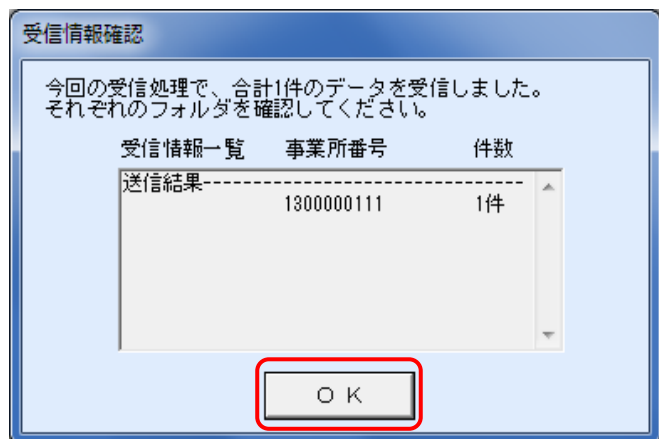 受信情報確認
今回の受信処理で、合計1件のデータを受信しました。
それぞれのフォルダを確認してください。
受信情報一覧 事業所番号 件数
送信結果--------------------------------
1300000111 1件
ＯＫ